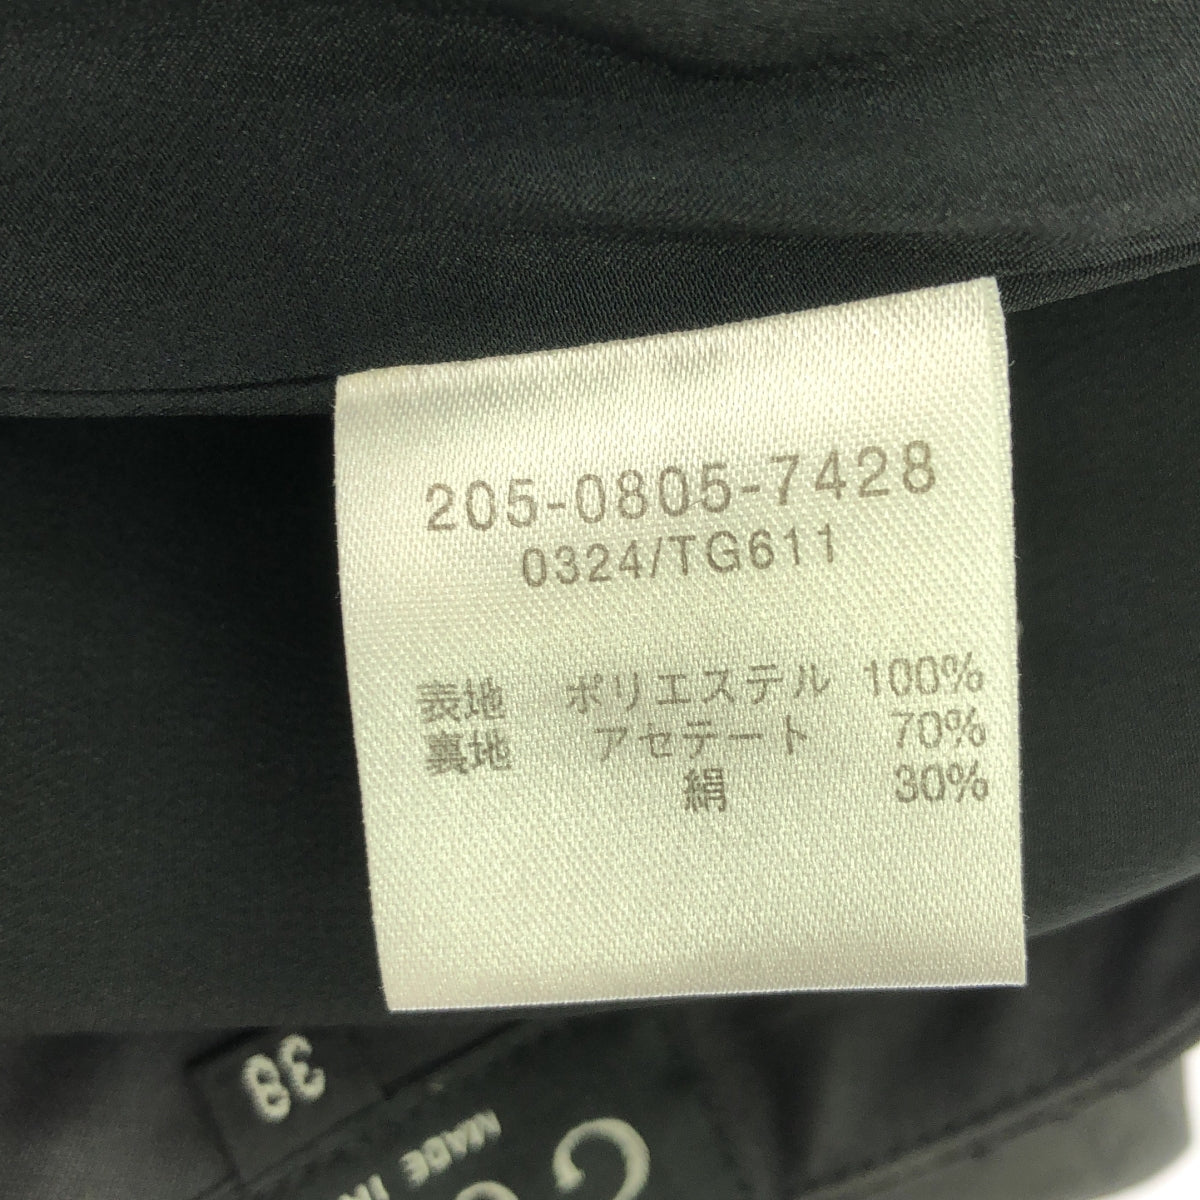 205-0805-7428
0324/TG611
表地 ポリエステル 100%
裏地 アセテート 70%
絹 30%
38
MADE IN